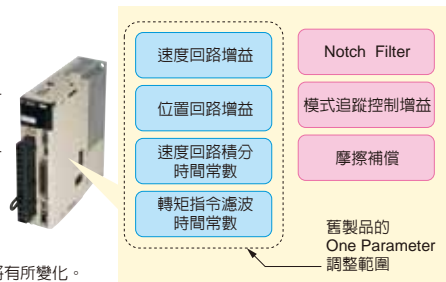 速度回路增益
位置回路增益
速度回路積分
時間常數
轉矩指令濾波
時間常數
Notch Filter
模式追蹤控制增益
摩擦補償
舊製品的
One Parameter
調整範圍
將有所變化。